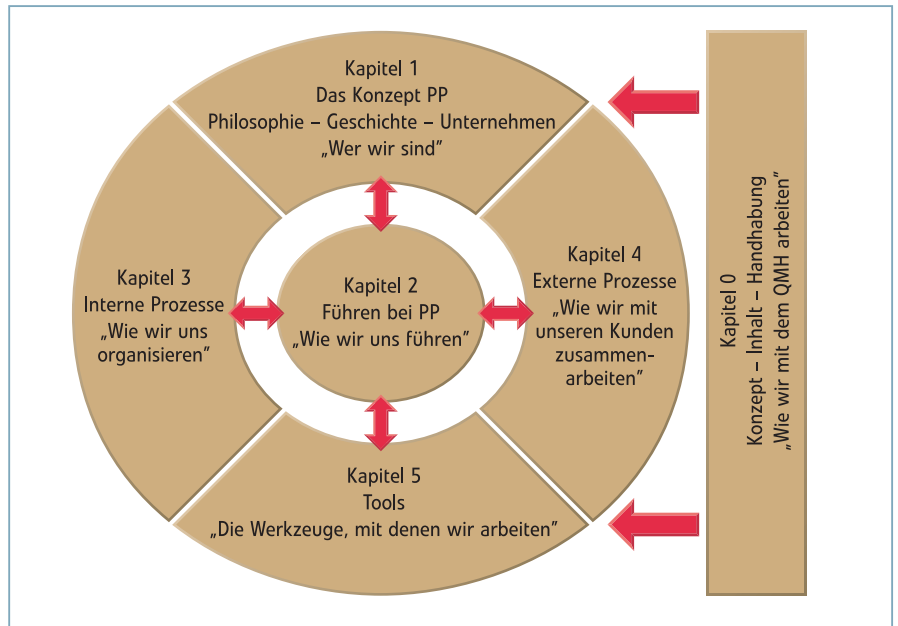 Kapitel 1
Das Konzept PP
Philosophie – Geschichte – Unternehmen
„Wer wir sind”
Kapitel 3
Interne Prozesse
„Wie wir uns
organisieren”
Kapitel 2
Führen bei PP
„Wie wir uns führen”
Kapitel 4
Externe Prozesse
„Wie wir mit
unseren Kunden
zusammen-
arbeiten”
Kapitel 5
Tools
„Die Werkzeuge, mit denen wir arbeiten”
Kapitel 0
Konzept – Inhalt – Handhabung
„Wie wir mit dem QMH arbeiten”